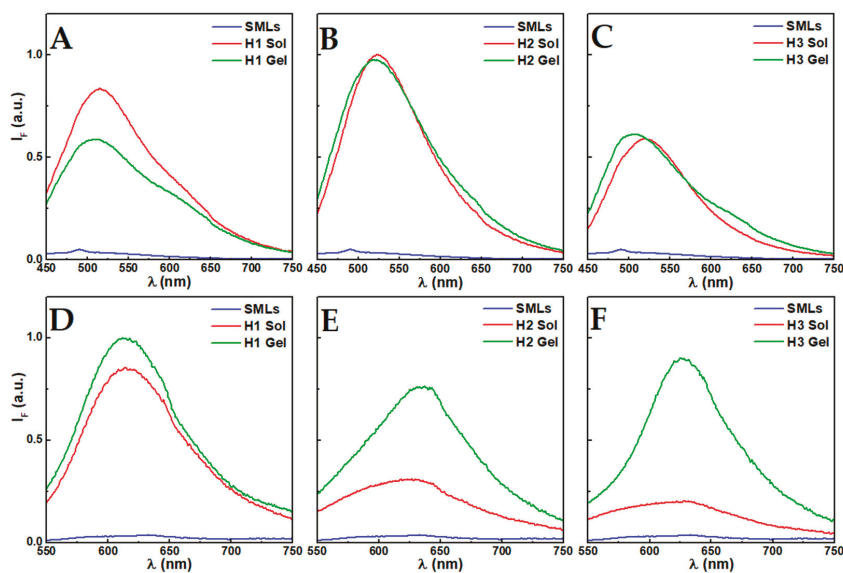 A
SMLs
H1 Sol
H1 Gel
B
SMLs
H2 Sol
H2 Gel
C
SMLs
H3 Sol
H3 Gel
I_F (a.u.)
1.0
0.5
0.0
450 500 550 600 650 700 750
450 500 550 600 650 700 750
450 500 550 600 650 700 750
λ (nm)
λ (nm)
λ (nm)
D
SMLs
H1 Sol
H1 Gel
E
SMLs
H2 Sol
H2 Gel
F
SMLs
H3 Sol
H3 Gel
I_F (a.u.)
1.0
0.5
0.0
550 600 650 700 750
550 600 650 700 750
550 600 650 700 750
λ (nm)
λ (nm)
λ (nm)